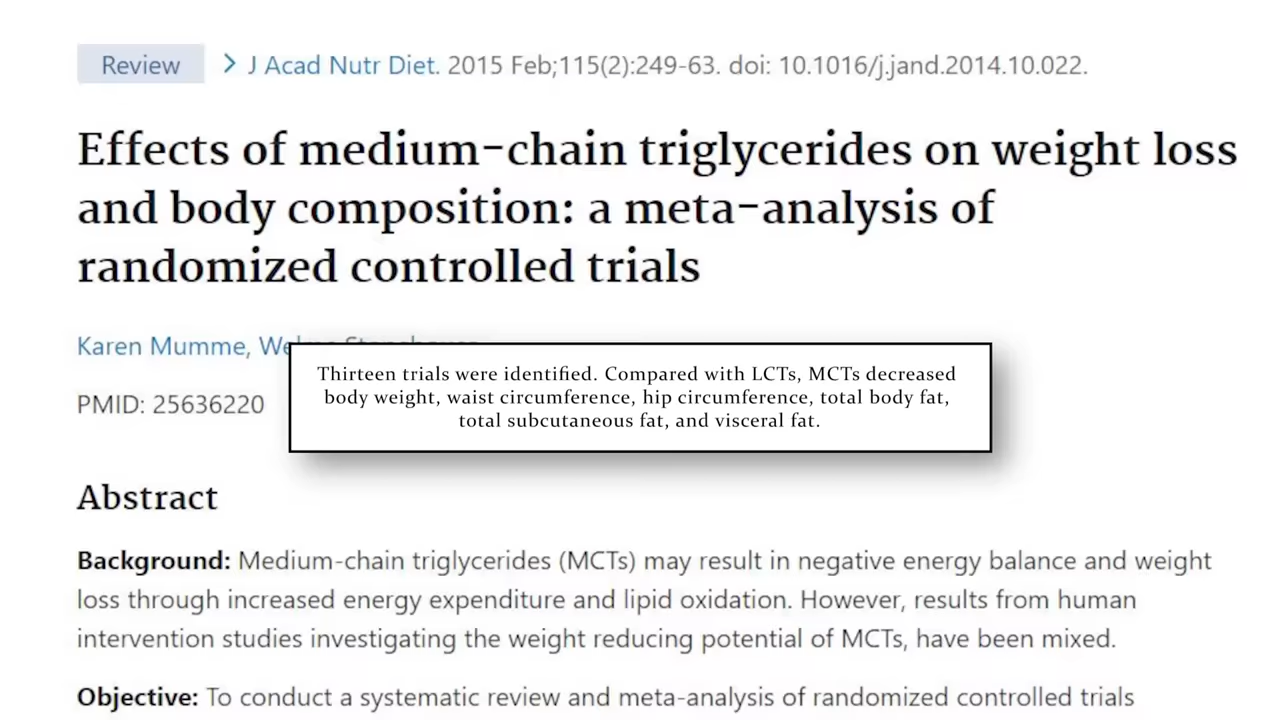 Review > J Acad Nutr Diet. 2015 Feb;115(2):249-63. doi: 10.1016/j.jand.2014.10.022.
Effects of medium-chain triglycerides on weight loss
and body composition: a meta-analysis of
randomized controlled trials
Karen Mumme,
Thirteen trials were identified. Compared with LCTs, MCTs decreased
body weight, waist circumference, hip circumference, total body fat,
total subcutaneous fat, and visceral fat.
PMID: 25636220
Abstract
Background: Medium-chain triglycerides (MCTs) may result in negative energy balance and weight
loss through increased energy expenditure and lipid oxidation. However, results from human
intervention studies investigating the weight reducing potential of MCTs, have been mixed.
Objective: To conduct a systematic review and meta-analysis of randomized controlled trials